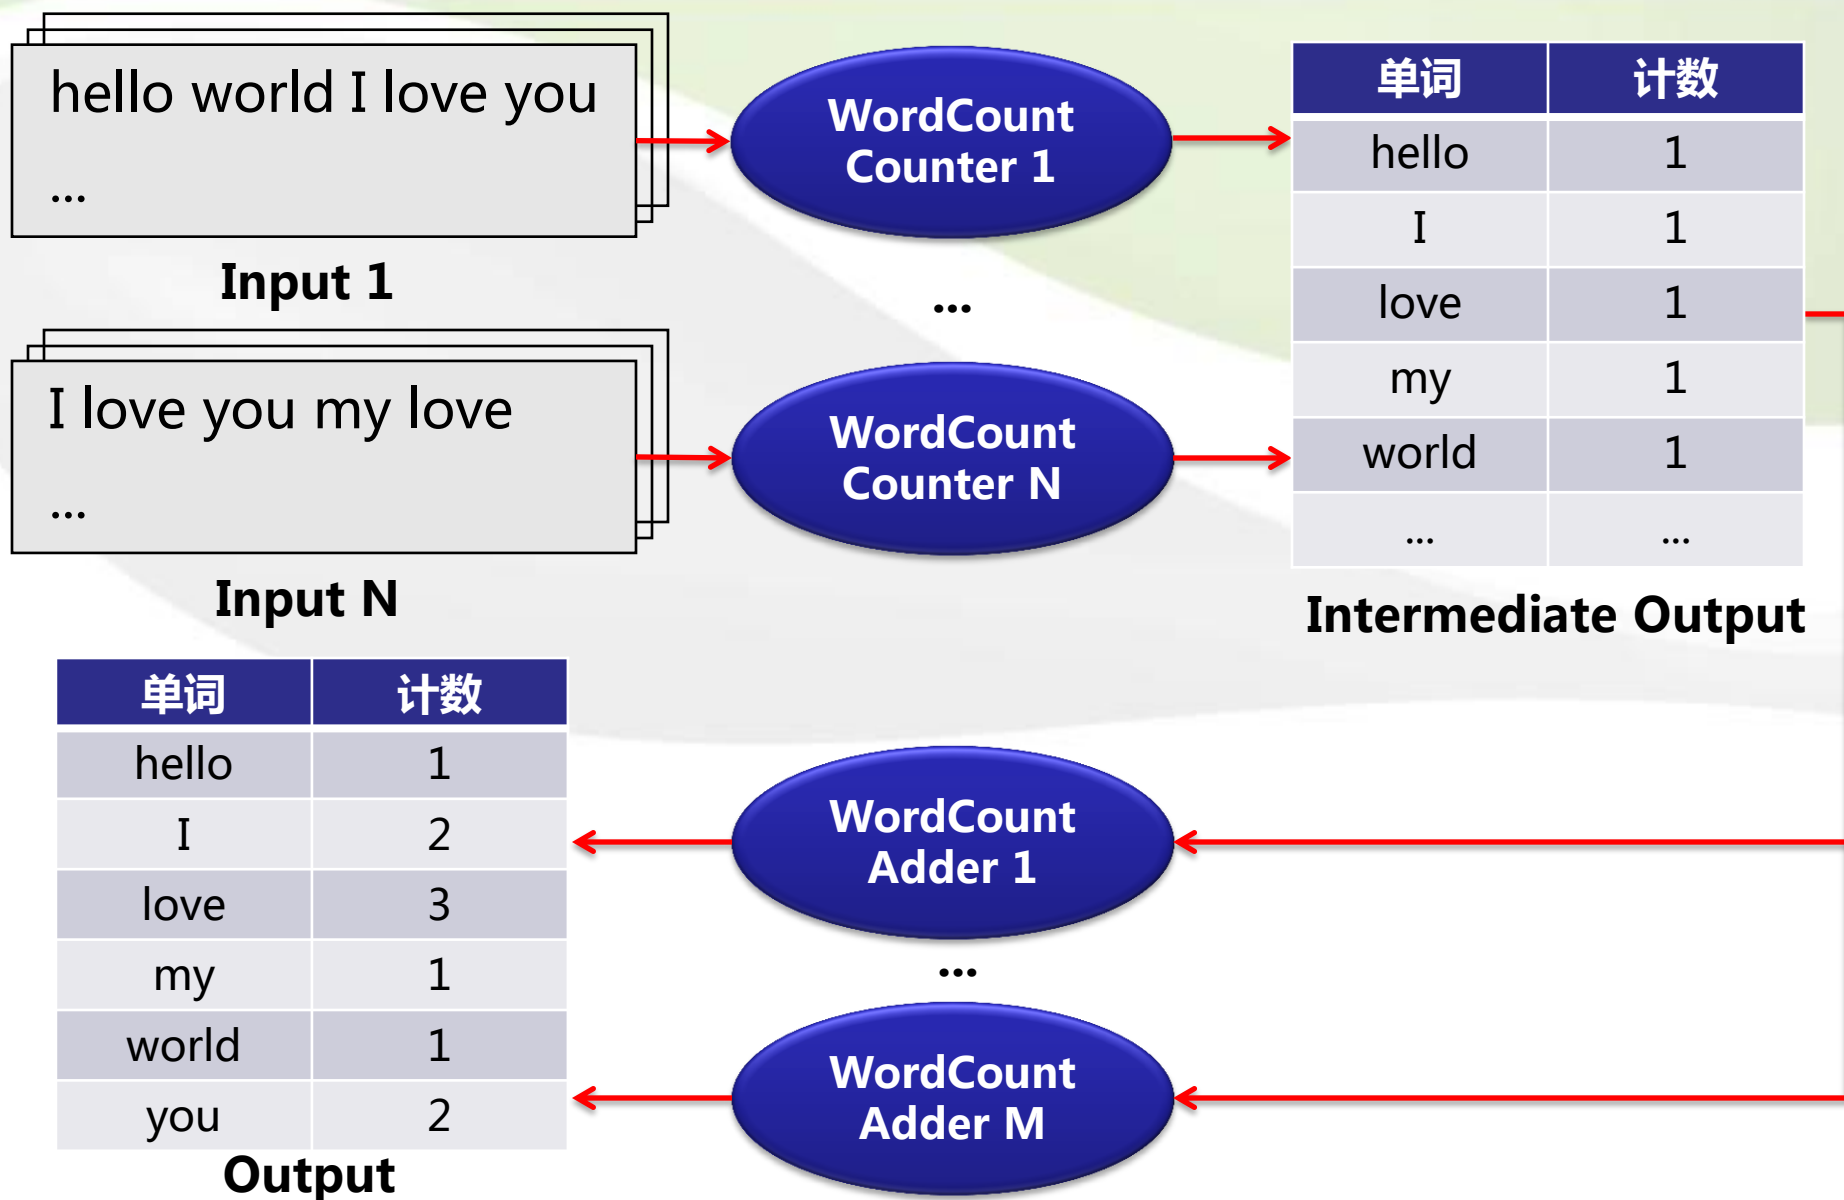 hello world I love you
...
Input 1
WordCount
Counter 1
...
I love you my love
...
Input N
WordCount
Counter N
单词 计数
hello 1
I 1
love 1
my 1
world 1
... ...
Intermediate Output
单词 计数
hello 1
I 2
love 3
my 1
world 1
you 2
Output
WordCount
Adder 1
...
WordCount
Adder M